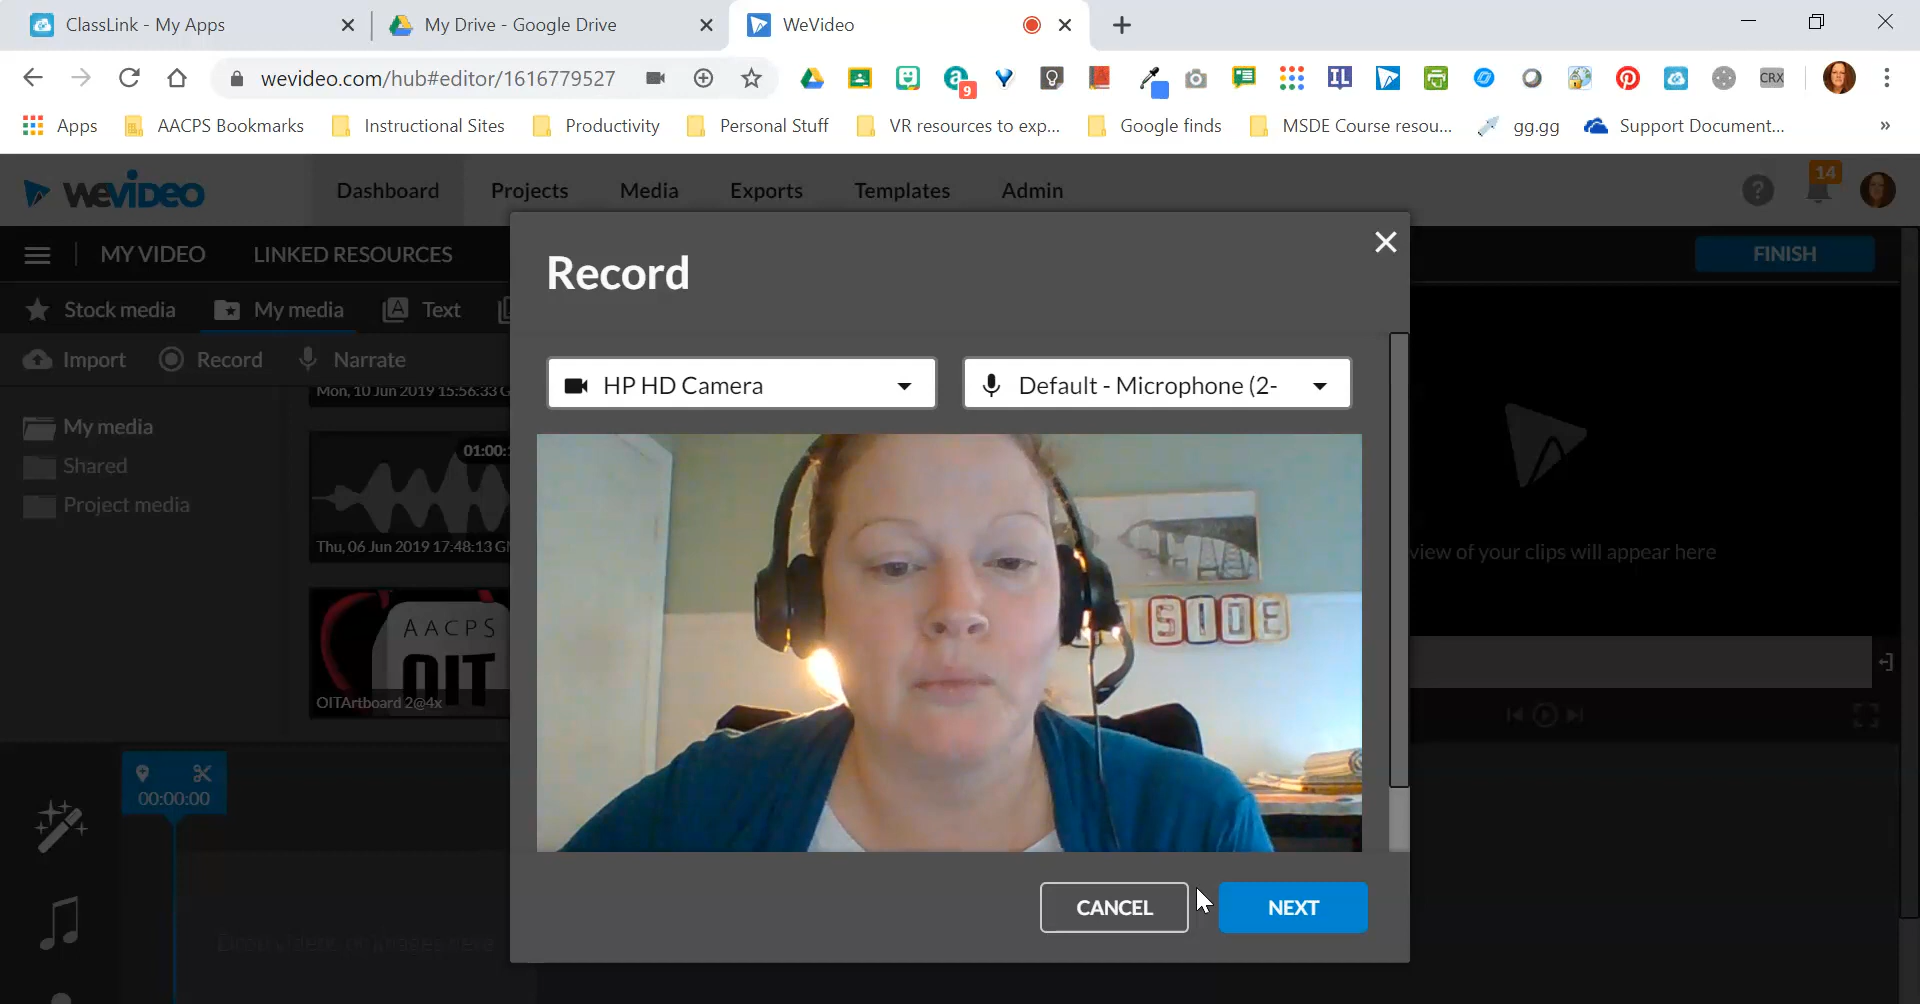 ClassLink - My Apps
My Drive - Google Drive
WeVideo
wevideo.com/hub#editor/1616779527
9
IL
CRX
Apps
AACPS Bookmarks
Instructional Sites
Productivity
Personal Stuff
VR resources to exp...
Google finds
MSDE Course resou...
gg.gg
Support Document...
»
WEVIDEO
Dashboard
Projects
Media
Exports
Templates
Admin
?
14
MY VIDEO
LINKED RESOURCES
FINISH
Stock media
My media
Text
Import
Record
Narrate
Mon, 10 Jun 2019 15:56:33 G
My media
Shared
Project media
01:00:
Thu, 06 Jun 2019 17:48:13 G
AACPS
OIT
OITArtboard 2@4x
Record
HP HD Camera
Default - Microphone (2-
SIDE
view of your clips will appear here
00:00:00
CANCEL
NEXT